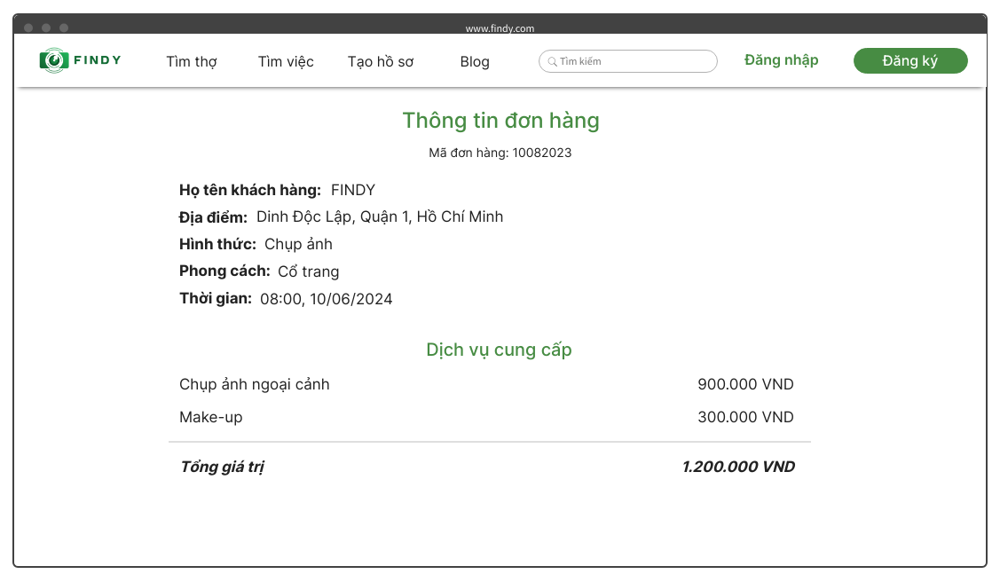 www.findy.com
FINDY Tìm thợ Tìm việc Tạo hồ sơ Blog Tìm kiếm Đăng nhập Đăng ký
Thông tin đơn hàng
Mã đơn hàng: 10082023
Họ tên khách hàng: FINDY
Địa điểm: Dinh Độc Lập, Quận 1, Hồ Chí Minh
Hình thức: Chụp ảnh
Phong cách: Cổ trang
Thời gian: 08:00, 10/06/2024
Dịch vụ cung cấp
Chụp ảnh ngoại cảnh 900.000 VND
Make-up 300.000 VND
Tổng giá trị 1.200.000 VND